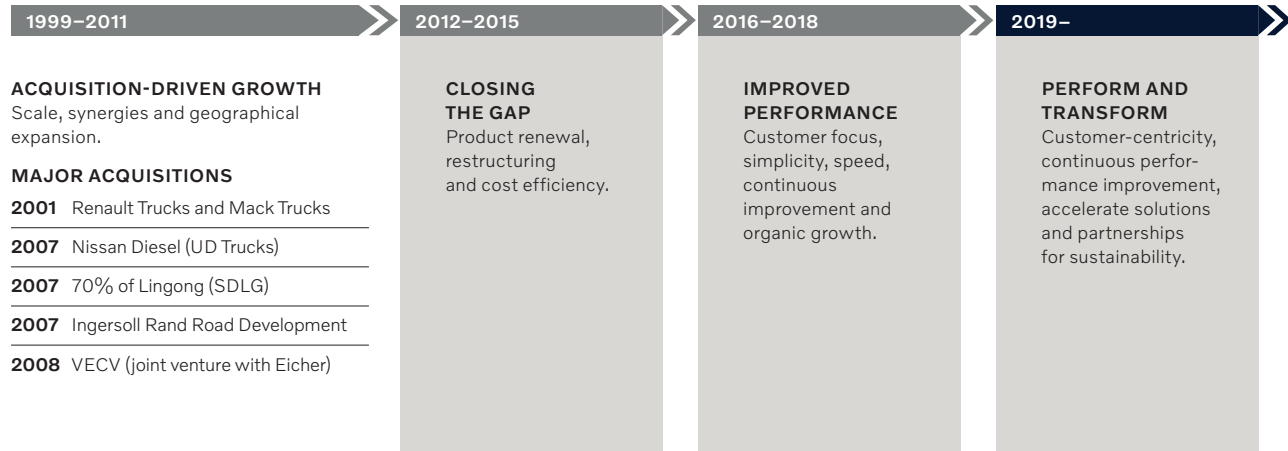 1999–2011
ACQUISITION-DRIVEN GROWTH
Scale, synergies and geographical
expansion.
MAJOR ACQUISITIONS
2001 Renault Trucks and Mack Trucks
2007 Nissan Diesel (UD Trucks)
2007 70% of Lingong (SDLG)
2007 Ingersoll Rand Road Development
2008 VECV (joint venture with Eicher)
2012–2015
CLOSING
THE GAP
Product renewal,
restructuring
and cost efficiency.
2016–2018
IMPROVED
PERFORMANCE
Customer focus,
simplicity, speed,
continuous
improvement and
organic growth.
2019–
PERFORM AND
TRANSFORM
Customer-centricity,
continuous perfor-
mance improvement,
accelerate solutions
and partnerships
for sustainability.